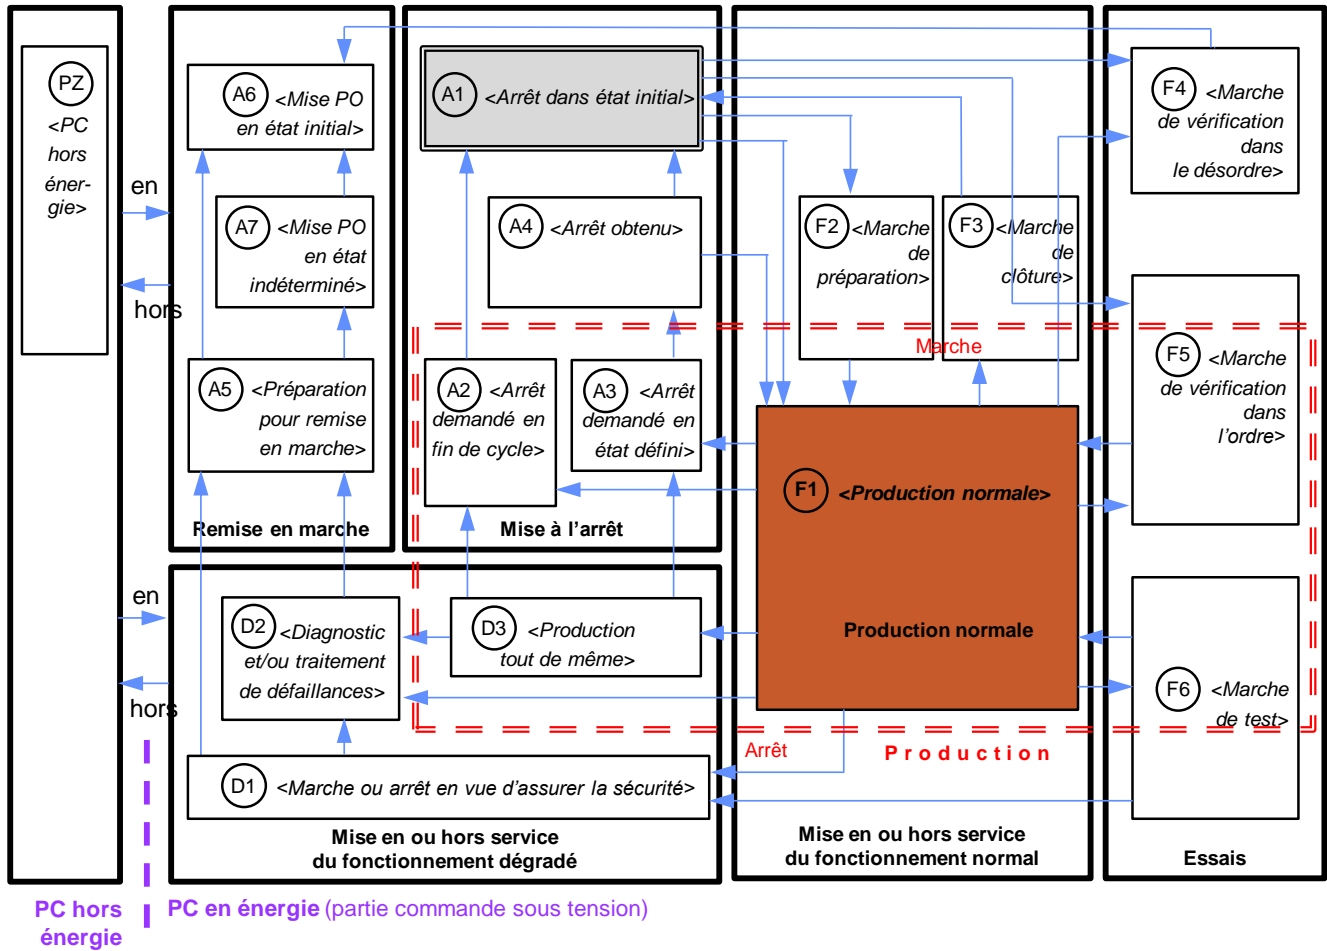 PZ
<PC
hors
éner-
gie>
en
hors
en
hors
A6 <Mise PO
en état initial>
A7 <Mise PO
en état
indéterminé>
A5 <Préparation
pour remise
en marche>
Remise en marche
A1 <Arrêt dans état initial>
A4 <Arrêt obtenu>
A2 <Arrêt
demandé en
fin de cycle>
A3 <Arrêt
demandé en
état défini>
Mise à l’arrêt
F2 <Marche
de
préparation>
F3 <Marche
de
clôture>
Marche
F1 <Production normale>
Production normale
F4 <Marche
de vérification
dans
le désordre>
F5 <Marche
de vérification
dans
l’ordre>
F6 <Marche
de test>
D2
<Diagnostic
et/ou traitement
de défaillances>
D3 <Production
tout de même>
Arrêt
Production
D1 <Marche ou arrêt en vue d’assurer la sécurité>
Mise en ou hors service
du fonctionnement dégradé
Mise en ou hors service
du fonctionnement normal
Essais
PC hors
énergie
PC en énergie (partie commande sous tension)